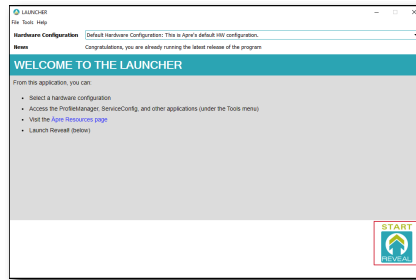 LAUNCHER
File Tools Help
Hardware Configuration Default Hardware Configuration: This is Apre's default HW configuration.
News Congratulations, you are already running the latest release of the program
WELCOME TO THE LAUNCHER
From this application, you can:
• Select a hardware configuration
• Access the ProfileManager, ServiceConfig, and other applications (under the Tools menu)
• Visit the Apre Resources page
• Launch Reveal! (below)
START
REVEAL